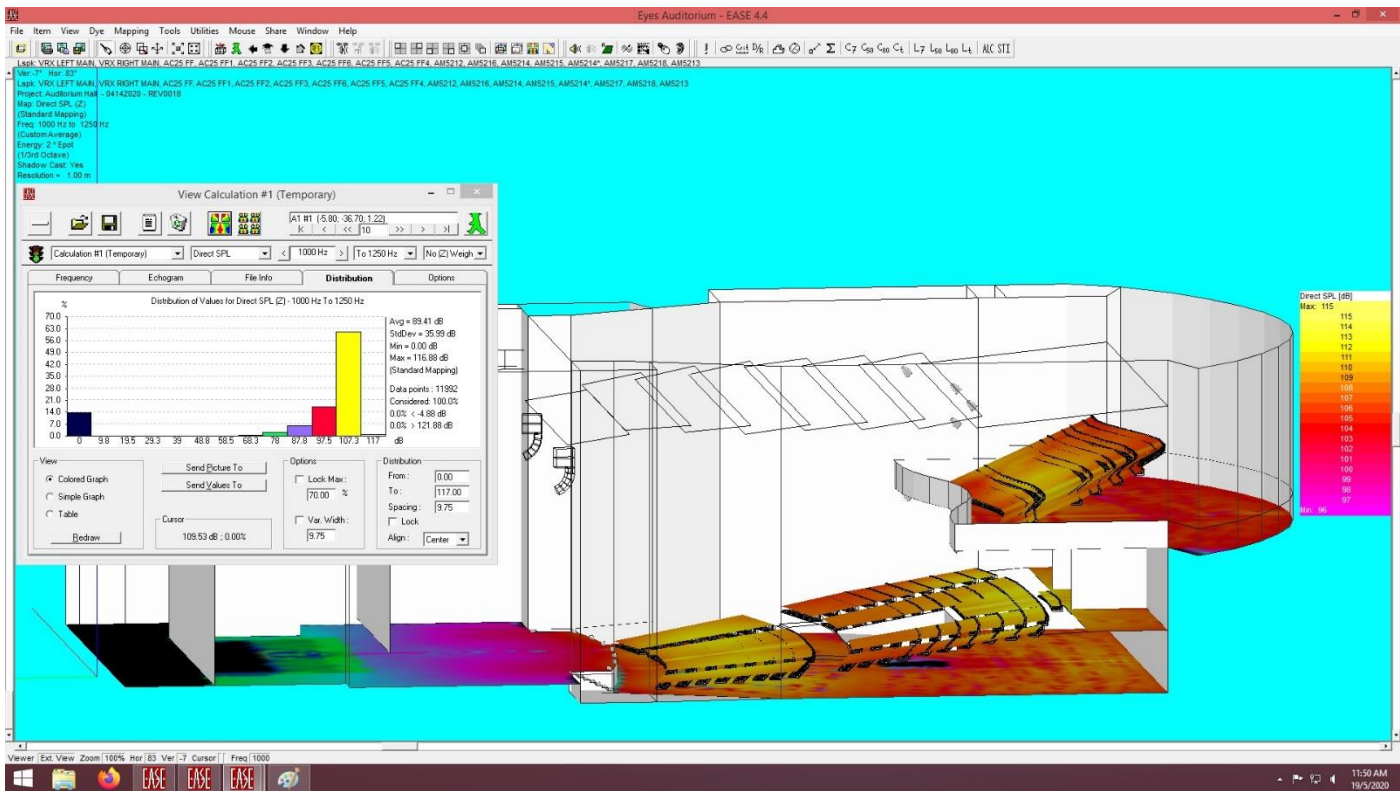 Eyes Auditorium - EASE 4.4
File Item View Dye Mapping Tools Utilities Mouse Share Window Help
C7 C50 C80 Ct L7 L50 L80 Lt ALC STI
Lspk: VRX LEFT MAIN, VRX RIGHT MAIN, AC25 FF, AC25 FF1, AC25 FF2, AC25 FF3, AC25 FF6, AC25 FF5, AC25 FF4, AM5212, AM5216, AM5214, AM5215, AM5214*, AM5217, AM5218, AM5213
Ver:-7° Hor: 83°
Lspk: VRX LEFT MAIN, VRX RIGHT MAIN, AC25 FF, AC25 FF1, AC25 FF2, AC25 FF3, AC25 FF6, AC25 FF5, AC25 FF4, AM5212, AM5216, AM5214, AM5215, AM5214*, AM5217, AM5218, AM5213
Project: Auditorium Hall - 04142020 - REV0018
Map: Direct SPL (Z)
(Standard Mapping)
Freq: 1000 Hz to 1250 Hz
(Custom Average)
Energy: 2 * Epot
(1/3rd Octave)
Shadow Cast: Yes
Resolution = 1.00 m
View Calculation #1 (Temporary)
A1 #1 (-5.80; -36.70; 1.22)
10
Calculation #1 (Temporary) Direct SPL 1000 Hz To 1250 Hz No (Z) Weigh
Frequency Echogram File Info Distribution Options
Distribution of Values for Direct SPL (Z) - 1000 Hz To 1250 Hz
%
70.0
63.0
56.0
49.0
42.0
35.0
28.0
21.0
14.0
7.0
0.0
0 9.8 19.5 29.3 39 48.8 58.5 68.3 78 87.8 97.5 107.3 117 dB
Avg = 89.41 dB
StdDev = 35.99 dB
Min = 0.00 dB
Max = 116.88 dB
(Standard Mapping)
Data points : 11992
Considered: 100.0%
0.0% < -4.88 dB
0.0% > 121.88 dB
View
Colored Graph
Simple Graph
Table
Redraw
Send Picture To
Send Values To
Cursor
109.53 dB ; 0.00%
Options
Lock Max :
70.00 %
Var. Width :
9.75
Distribution
From : 0.00
To : 117.00
Spacing : 9.75
Lock
Align : Center
Direct SPL [dB]
Max: 115
115
114
113
112
111
110
109
108
107
106
105
104
103
102
101
100
99
98
97
Min: 96
Viewer Ext. View Zoom 100% Hor 83 Ver -7 Cursor Freq 1000
EASE EASE EASE
11:50 AM
19/5/2020